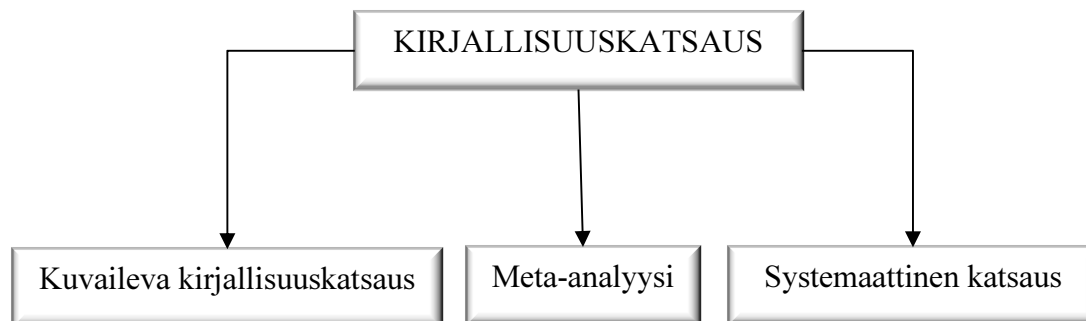 KIRJALLISUUSKATSAUS
Kuvaileva kirjallisuuskatsaus
Meta-analyysi
Systemaattinen katsaus